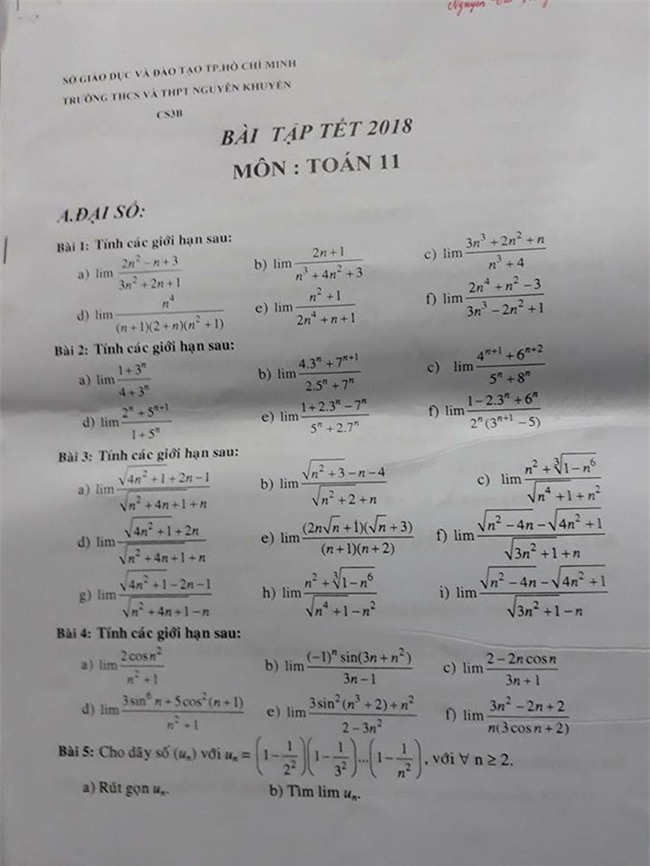 Nguyễn
SỞ GIÁO DỤC VÀ ĐÀO TẠO TP.HỒ CHÍ MINH
TRƯỜNG THCS VÀ THPT NGUYỄN KHUYẾN
CS3B
BÀI TẬP TẾT 2018
MÔN : TOÁN 11
A.ĐẠI SỐ:
Bài 1: Tính các giới hạn sau:
a) lim (2n² − n + 3)/(3n² + 2n + 1) b) lim (2n + 1)/(n³ + 4n² + 3) c) lim (3n³ + 2n² + n)/(n³ + 4)
d) lim n⁴/((n + 1)(2 + n)(n² + 1)) e) lim (n² + 1)/(2n⁴ + n + 1) f) lim (2n⁴ + n² − 3)/(3n³ − 2n² + 1)
Bài 2: Tính các giới hạn sau:
a) lim (1 + 3ⁿ)/(4 + 3ⁿ) b) lim (4.3ⁿ + 7ⁿ⁺¹)/(2.5ⁿ + 7ⁿ) c) lim (4ⁿ⁺¹ + 6ⁿ⁺²)/(5ⁿ + 8ⁿ)
d) lim (2ⁿ + 5ⁿ⁺¹)/(1 + 5ⁿ) e) lim (1 + 2.3ⁿ − 7ⁿ)/(5ⁿ + 2.7ⁿ) f) lim (1 − 2.3ⁿ + 6ⁿ)/(2ⁿ(3ⁿ⁺¹ − 5))
Bài 3: Tính các giới hạn sau:
a) lim (√(4n² + 1) + 2n − 1)/(√(n² + 4n + 1) + n) b) lim (√(n² + 3) − n − 4)/(√(n² + 2) + n) c) lim (n² + ∛(1 − n⁶))/(√(n⁴ + 1) + n²)
d) lim (√(4n² + 1) + 2n)/(√(n² + 4n + 1) + n) e) lim ((2n√n + 1)(√n + 3))/((n + 1)(n + 2)) f) lim (√(n² − 4n) − √(4n² + 1))/(√(3n² + 1) + n)
g) lim (√(4n² + 1) − 2n − 1)/(√(n² + 4n + 1) − n) h) lim (n² + ∛(1 − n⁶))/(√(n⁴ + 1) − n²) i) lim (√(n² − 4n) − √(4n² + 1))/(√(3n² + 1) − n)
Bài 4: Tính các giới hạn sau:
a) lim (2 cos n²)/(n² + 1) b) lim ((−1)ⁿ sin(3n + n²))/(3n − 1) c) lim (2 − 2n cos n)/(3n + 1)
d) lim (3 sin⁶ n + 5 cos²(n + 1))/(n² + 1) e) lim (3 sin²(n³ + 2) + n²)/(2 − 3n²) f) lim (3n² − 2n + 2)/(n(3 cos n + 2))
Bài 5: Cho dãy số (uₙ) với uₙ = (1 − 1/2²)(1 − 1/3²)...(1 − 1/n²), với ∀ n ≥ 2.
a) Rút gọn uₙ. b) Tìm lim uₙ.